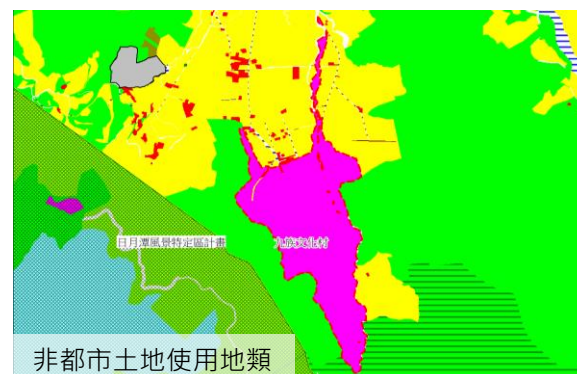 日月潭風景特定區計畫
九族文化村
非都市土地使用地類